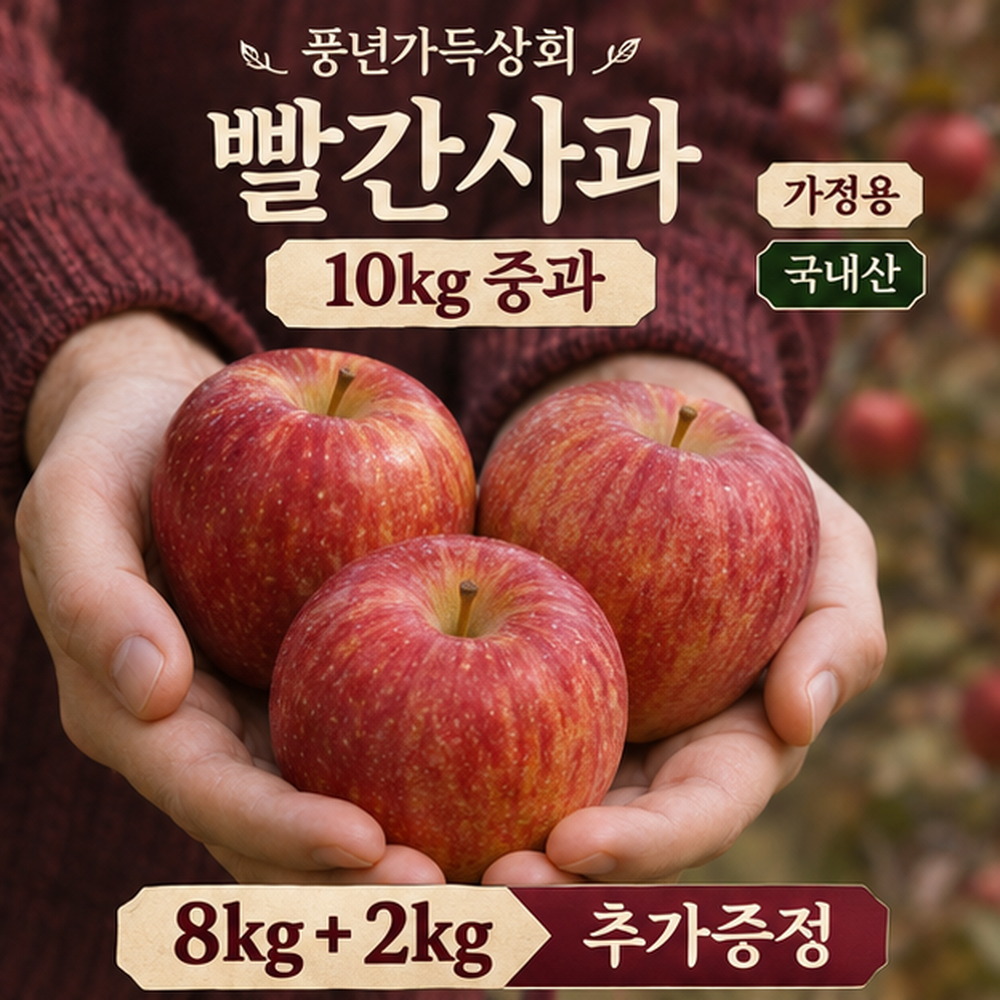 풍년가득상회
빨간사과
10kg 중과
가정용
국내산
8kg+2kg 추가증정